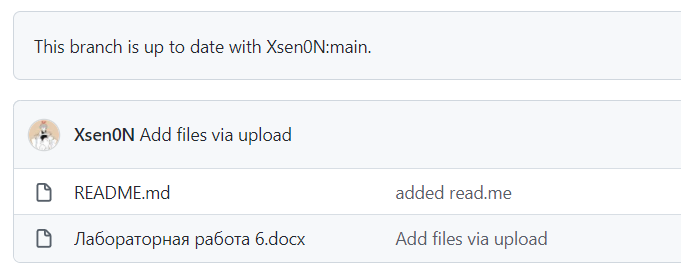 This branch is up to date with Xsen0N:main.
Xsen0N Add files via upload
README.md added read.me
Лабораторная работа 6.docx Add files via upload